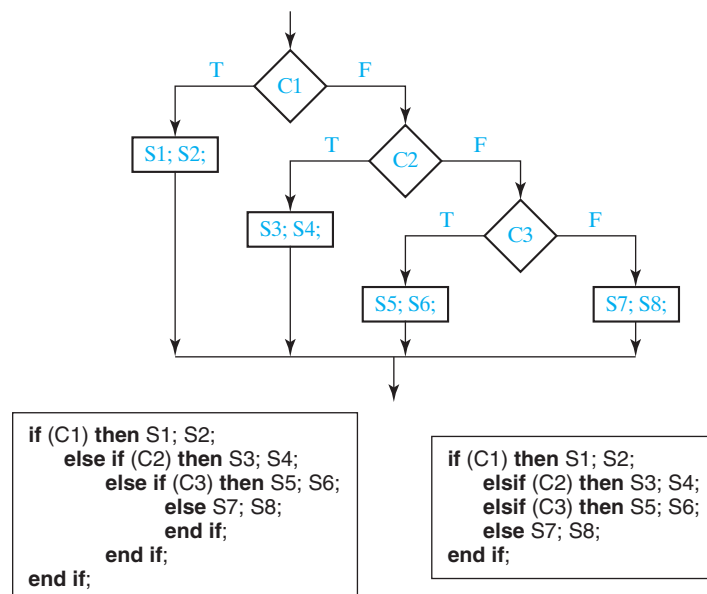 T
F
C1
S1; S2;
T
C2
F
S3; S4;
T
C3
F
S5; S6;
S7; S8;
if (C1) then S1; S2;
else if (C2) then S3; S4;
else if (C3) then S5; S6;
else S7; S8;
end if;
end if;
end if;
if (C1) then S1; S2;
elsif (C2) then S3; S4;
elsif (C3) then S5; S6;
else S7; S8;
end if;